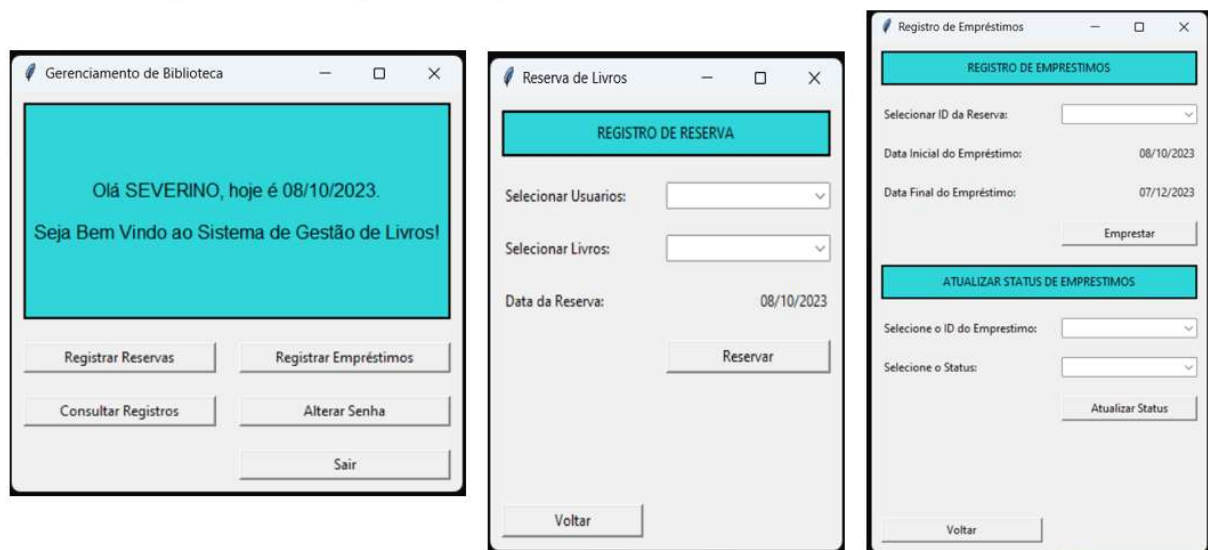 Gerenciamento de Biblioteca
Olá SEVERINO, hoje é 08/10/2023.
Seja Bem Vindo ao Sistema de Gestão de Livros!
Registrar Reservas
Registrar Empréstimos
Consultar Registros
Alterar Senha
Sair
Reserva de Livros
REGISTRO DE RESERVA
Selecionar Usuarios:
Selecionar Livros:
Data da Reserva: 08/10/2023
Reservar
Voltar
Registro de Empréstimos
REGISTRO DE EMPRESTIMOS
Selecionar ID da Reserva:
Data Inicial do Empréstimo: 08/10/2023
Data Final do Empréstimo: 07/12/2023
Emprestar
ATUALIZAR STATUS DE EMPRESTIMOS
Selecione o ID do Emprestimo:
Selecione o Status:
Atualizar Status
Voltar